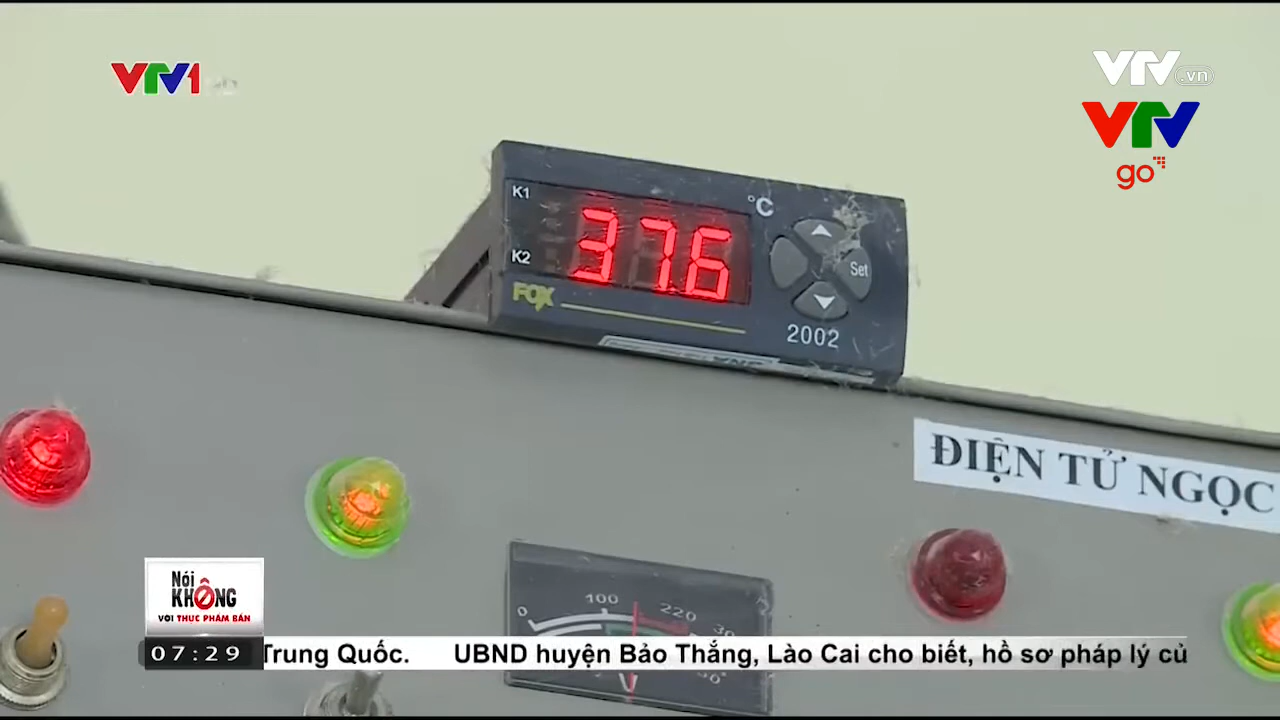 VTV1
VTV.vn
VTV
go
K1
°C
37.6
K2
Set
FOX
2002
ĐIỆN TỬ NGỌC
0 100 220 30
Nói
KHÔNG
VỚI THỰC PHẨM BẨN
07:29
Trung Quốc. UBND huyện Bảo Thắng, Lào Cai cho biết, hồ sơ pháp lý củ